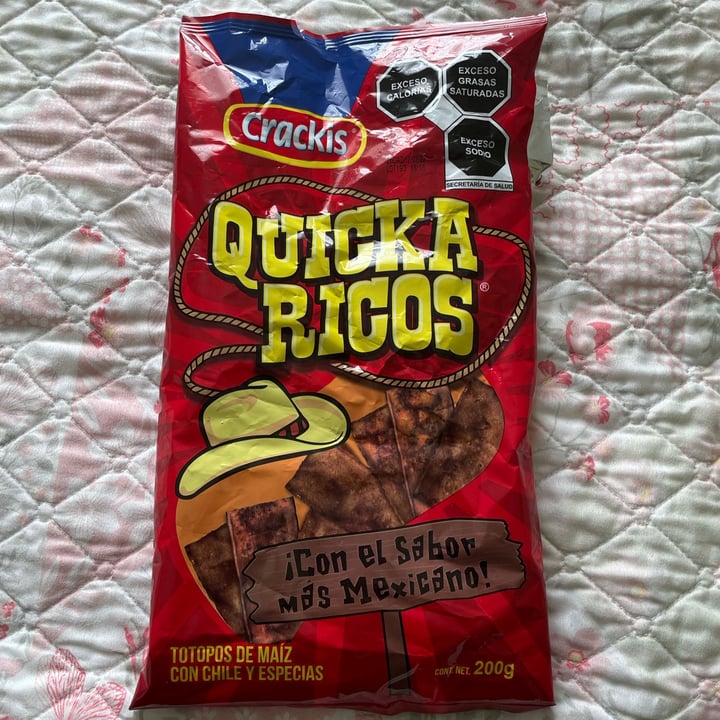 EXCESO
CALORÍAS
EXCESO
GRASAS
SATURADAS
EXCESO
SODIO
SECRETARÍA DE SALUD
Crackis
QUICKA
RICOS
®
¡Con el Sabor
más Mexicano!
TOTOPOS DE MAÍZ
CON CHILE Y ESPECIAS
CONT. NET. 200g